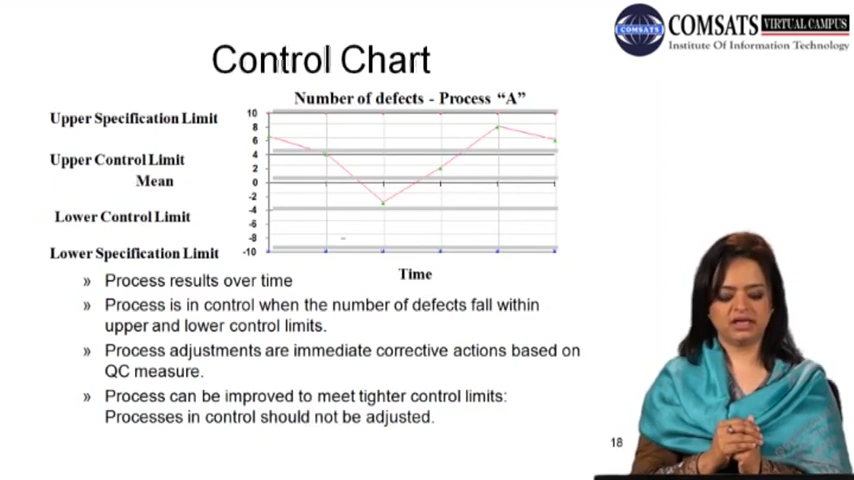 COMSATS VIRTUAL CAMPUS
COMSATS
Institute Of Information Technology
Control Chart
Number of defects - Process “A”
Upper Specification Limit
Upper Control Limit
Mean
Lower Control Limit
Lower Specification Limit
10
8
6
4
2
0
-2
-4
-6
-8
-10
Time
» Process results over time
» Process is in control when the number of defects fall within
upper and lower control limits.
» Process adjustments are immediate corrective actions based on
QC measure.
» Process can be improved to meet tighter control limits:
Processes in control should not be adjusted.
18